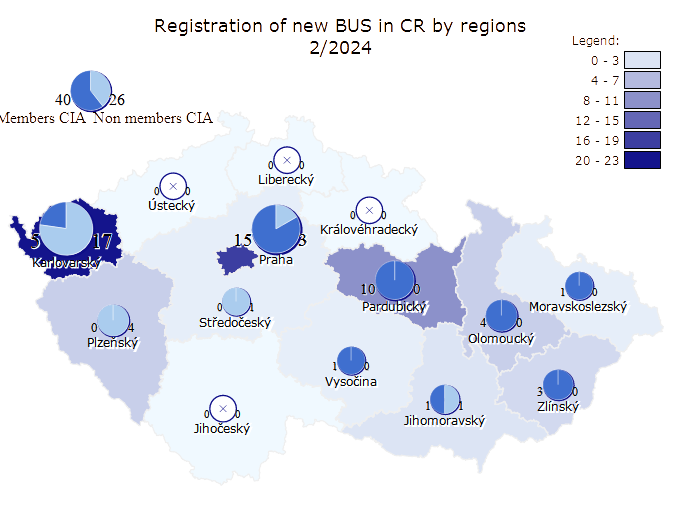 Registration of new BUS in CR by regions
2/2024
Legend:
0 - 3
4 - 7
8 - 11
12 - 15
16 - 19
20 - 23
40 26
Members CIA Non members CIA
0 0
Liberecký
0 0
Ústecký
0 0
Královéhradecký
5 17
Karlovarský
15 3
Praha
10 0
Pardubický
1 0
Moravskoslezský
0 1
Středočeský
0 4
Plzeňský
4 0
Olomoucký
1 0
Vysočina
3 0
Zlínský
1 1
Jihomoravský
0 0
Jihočeský